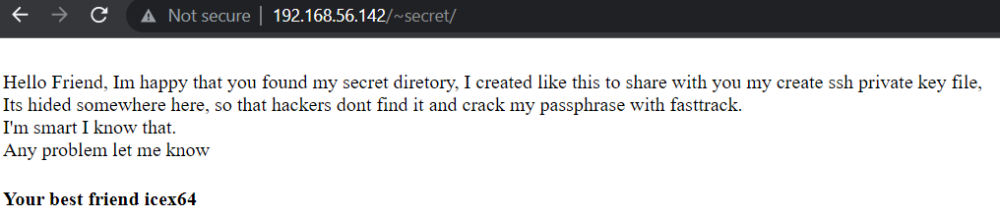 Not secure | 192.168.56.142/~secret/
Hello Friend, Im happy that you found my secret diretory, I created like this to share with you my create ssh private key file,
Its hided somewhere here, so that hackers dont find it and crack my passphrase with fasttrack.
I'm smart I know that.
Any problem let me know
Your best friend icex64